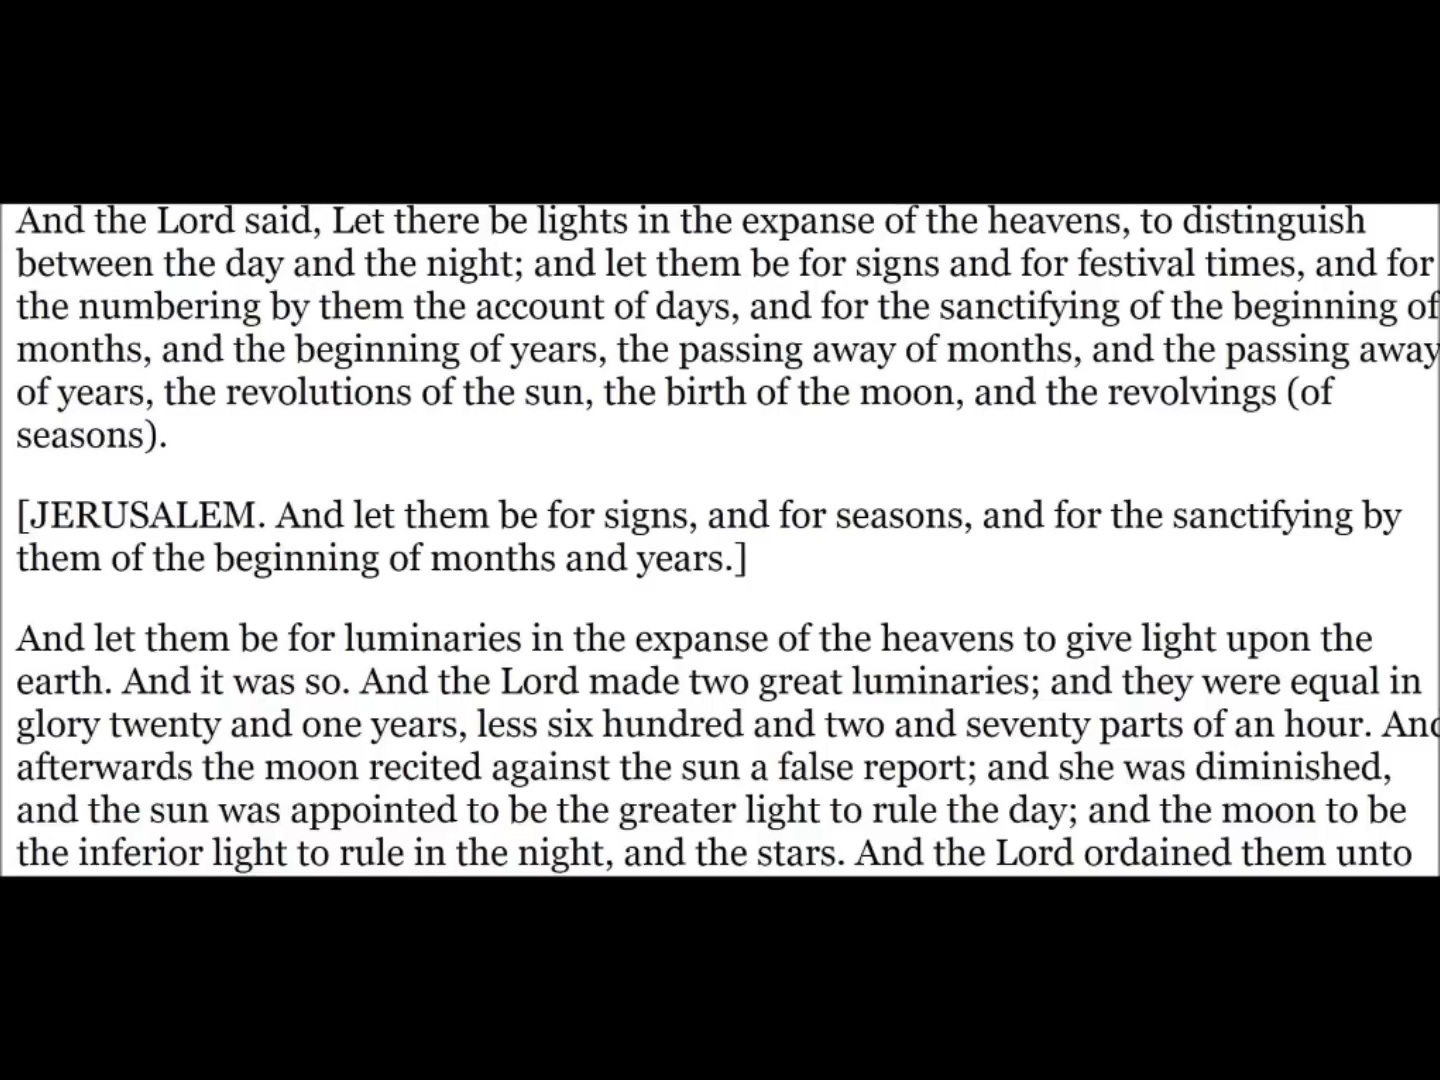 And the Lord said, Let there be lights in the expanse of the heavens, to distinguish
between the day and the night; and let them be for signs and for festival times, and for
the numbering by them the account of days, and for the sanctifying of the beginning of
months, and the beginning of years, the passing away of months, and the passing away
of years, the revolutions of the sun, the birth of the moon, and the revolvings (of
seasons).
[JERUSALEM. And let them be for signs, and for seasons, and for the sanctifying by
them of the beginning of months and years.]
And let them be for luminaries in the expanse of the heavens to give light upon the
earth. And it was so. And the Lord made two great luminaries; and they were equal in
glory twenty and one years, less six hundred and two and seventy parts of an hour. And
afterwards the moon recited against the sun a false report; and she was diminished,
and the sun was appointed to be the greater light to rule the day; and the moon to be
the inferior light to rule in the night, and the stars. And the Lord ordained them unto